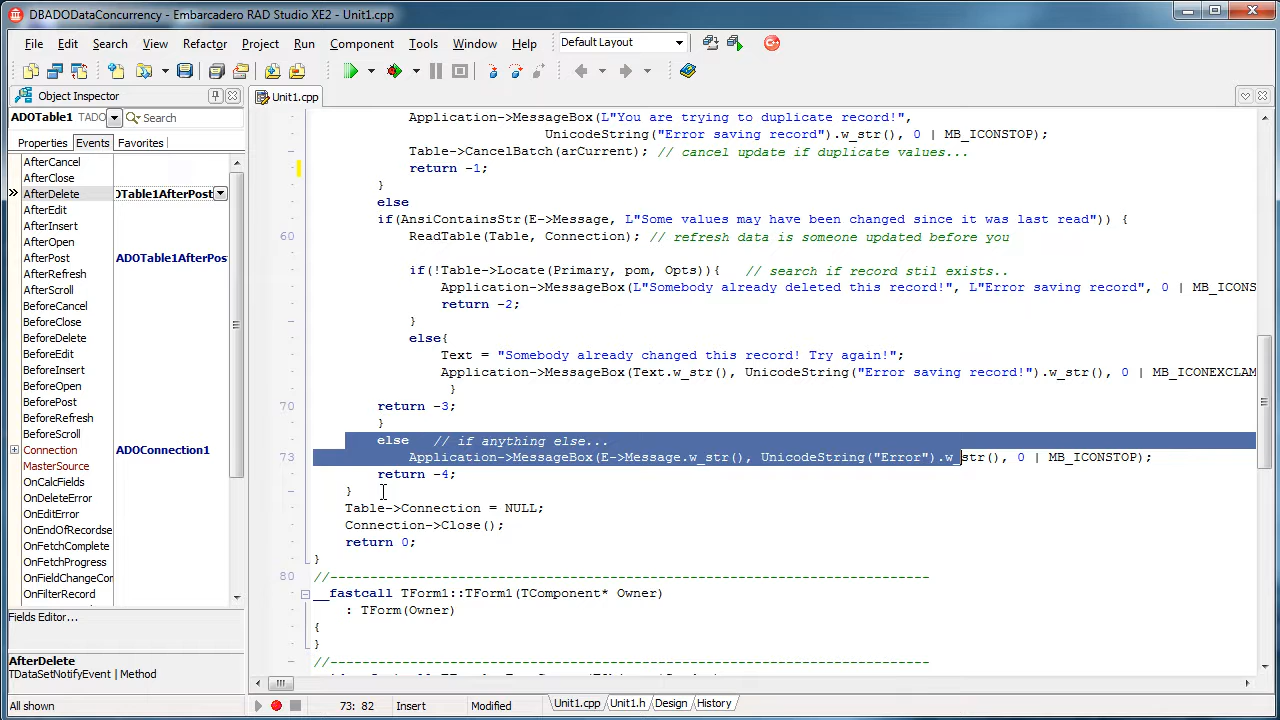 DBADODataConcurrency - Embarcadero RAD Studio XE2 - Unit1.cpp
File Edit Search View Refactor Project Run Component Tools Window Help Default Layout
Object Inspector
ADOTable1 TADO Search
Properties Events Favorites
AfterCancel
AfterClose
AfterDelete DTable1AfterPost
AfterEdit
AfterInsert
AfterOpen
AfterPost ADOTable1AfterPos
AfterRefresh
AfterScroll
BeforeCancel
BeforeClose
BeforeDelete
BeforeEdit
BeforeInsert
BeforeOpen
BeforePost
BeforeRefresh
BeforeScroll
Connection ADOConnection1
MasterSource
OnCalcFields
OnDeleteError
OnEditError
OnEndOfRecordse
OnFetchComplete
OnFetchProgress
OnFieldChangeCor
OnFilterRecord
Fields Editor...
AfterDelete
TDataSetNotifyEvent | Method
All shown
Unit1.cpp
Application->MessageBox(L"You are trying to duplicate record!",
UnicodeString("Error saving record").w_str(), 0 | MB_ICONSTOP);
Table->CancelBatch(arCurrent); // cancel update if duplicate values...
return -1;
}
else
if(AnsiContainsStr(E->Message, L"Some values may have been changed since it was last read")) {
60 ReadTable(Table, Connection); // refresh data is someone updated before you
if(!Table->Locate(Primary, pom, Opts)){ // search if record stil exists..
Application->MessageBox(L"Somebody already deleted this record!", L"Error saving record", 0 | MB_ICONS
return -2;
}
else{
Text = "Somebody already changed this record! Try again!";
Application->MessageBox(Text.w_str(), UnicodeString("Error saving record!").w_str(), 0 | MB_ICONEXCLAM
}
70 return -3;
}
else // if anything else...
73 Application->MessageBox(E->Message.w_str(), UnicodeString("Error").w_str(), 0 | MB_ICONSTOP);
return -4;
}
Table->Connection = NULL;
Connection->Close();
return 0;
}
80 //---------------------------------------------------------------------------
__fastcall TForm1::TForm1(TComponent* Owner)
: TForm(Owner)
{
}
//---------------------------------------------------------------------------
73: 82 Insert Modified Unit1.cpp Unit1.h Design History